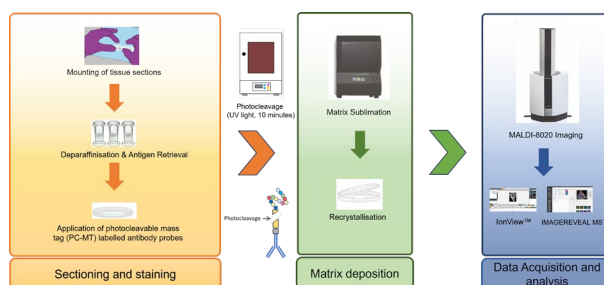 Mounting of tissue sections
Deparaffinisation & Antigen Retrieval
Application of photocleavable mass
tag (PC-MT) labelled antibody probes
Sectioning and staining
Photocleavage
(UV light, 10 minutes)
Photocleavage
Matrix Sublimation
Recrystallisation
Matrix deposition
MALDI-8020 Imaging
IonView™
IMAGEREVEAL MS
Data Acquisition and
analysis